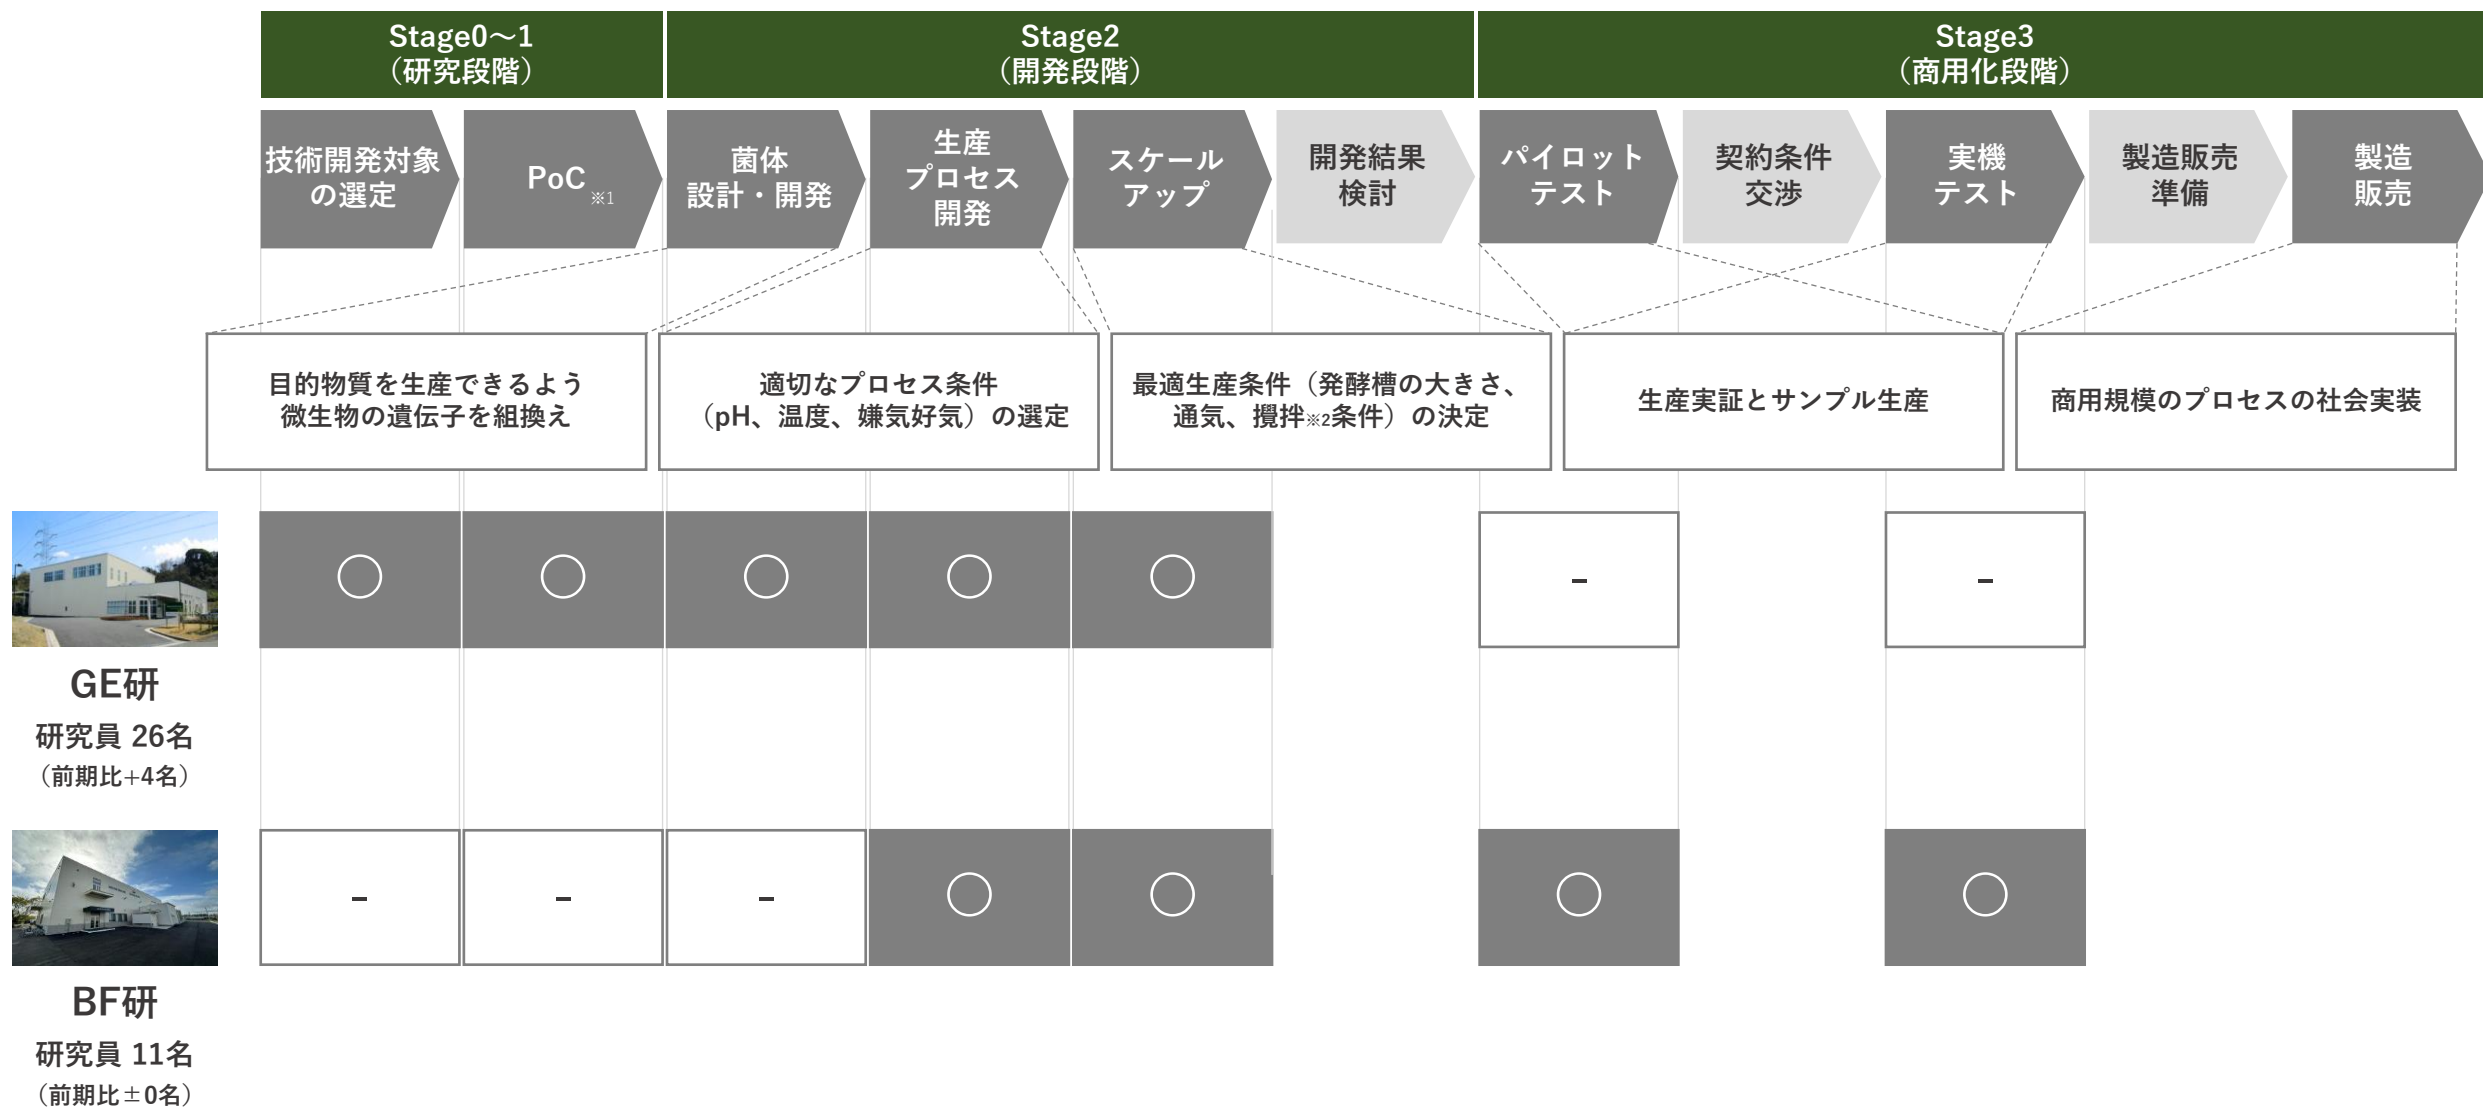 Stage0～1
（研究段階）
Stage2
（開発段階）
Stage3
（商用化段階）
技術開発対象
の選定
PoC ※1
菌体
設計・開発
生産
プロセス
開発
スケール
アップ
開発結果
検討
パイロット
テスト
契約条件
交渉
実機
テスト
製造販売
準備
製造
販売
目的物質を生産できるよう
微生物の遺伝子を組換え
適切なプロセス条件
（pH、温度、嫌気好気）の選定
最適生産条件（発酵槽の大きさ、
通気、攪拌※2条件）の決定
生産実証とサンプル生産
商用規模のプロセスの社会実装
○ ○ ○ ○ ○ - -
GE研
研究員 26名
（前期比+4名）
- - - ○ ○ ○ ○
BF研
研究員 11名
（前期比±0名）